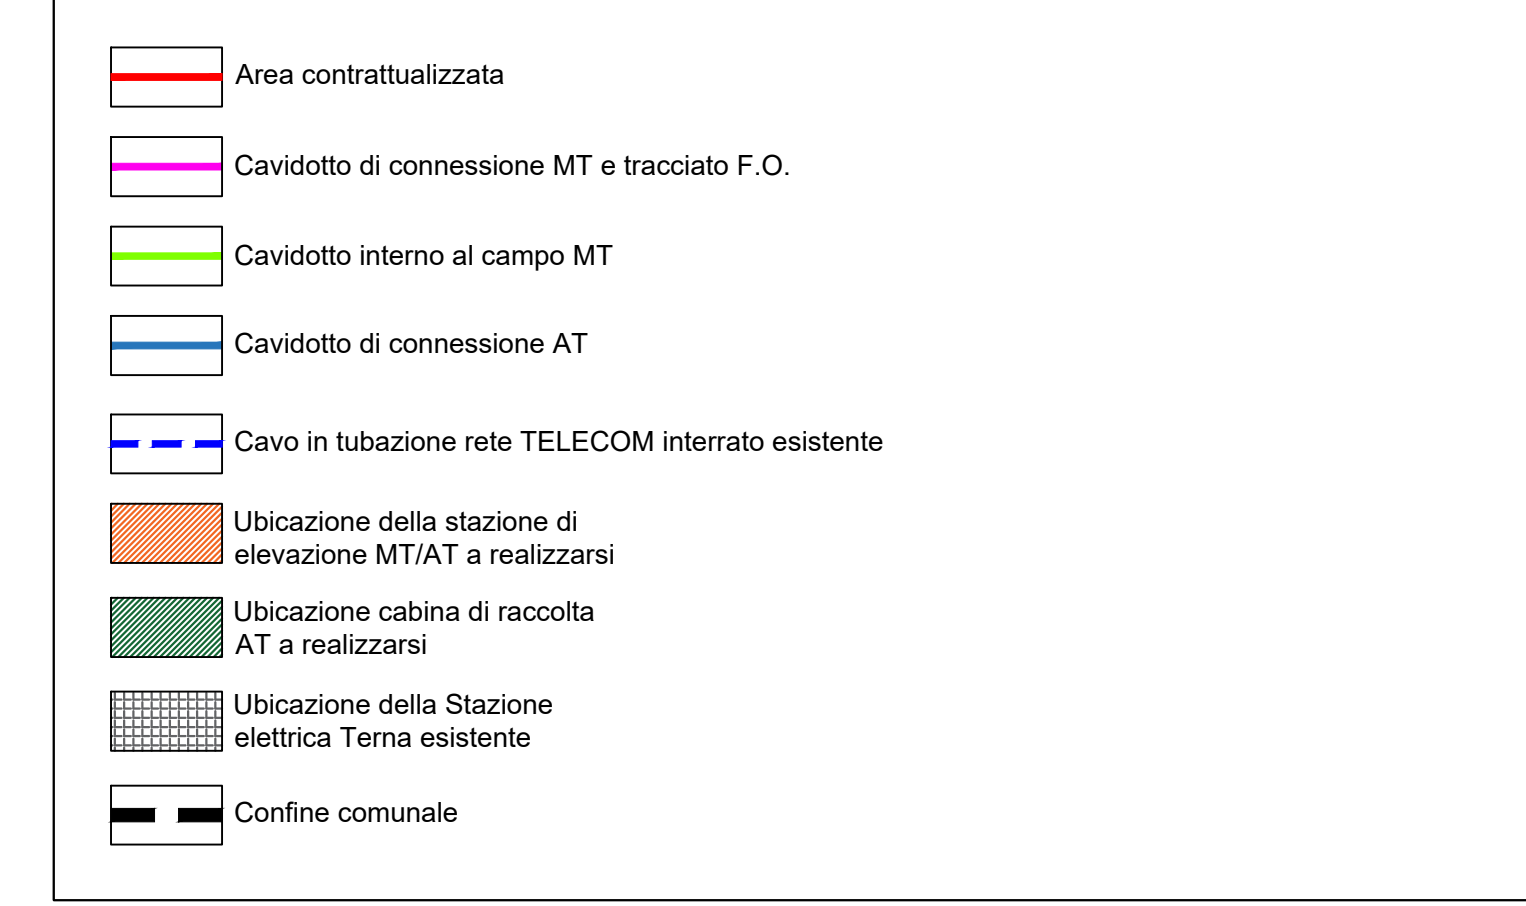 Area contrattualizzata
Cavidotto di connessione MT e tracciato F.O.
Cavidotto interno al campo MT
Cavidotto di connessione AT
Cavo in tubazione rete TELECOM interrato esistente
Ubicazione della stazione di
elevazione MT/AT a realizzarsi
Ubicazione cabina di raccolta
AT a realizzarsi
Ubicazione della Stazione
elettrica Terna esistente
Confine comunale